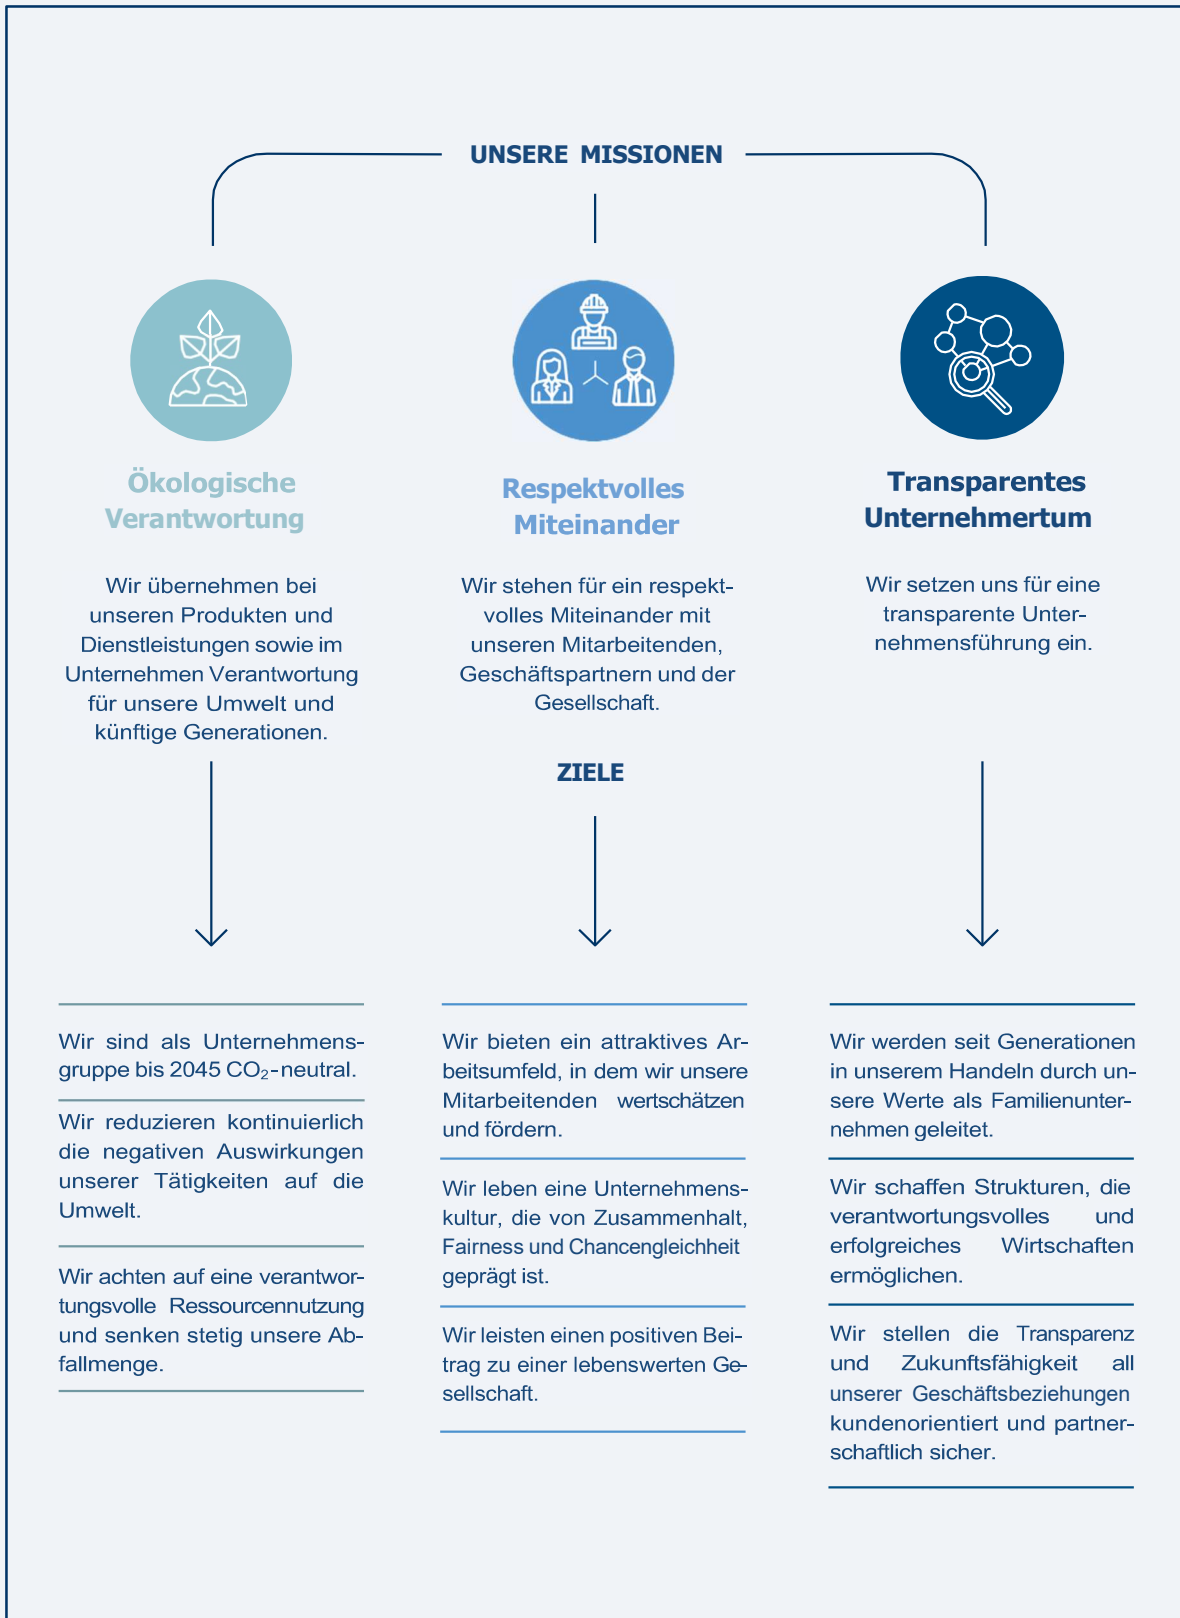 UNSERE MISSIONEN
Ökologische
Verantwortung
Wir übernehmen bei
unseren Produkten und
Dienstleistungen sowie im
Unternehmen Verantwortung
für unsere Umwelt und
künftige Generationen.
Respektvolles
Miteinander
Wir stehen für ein respekt-
volles Miteinander mit
unseren Mitarbeitenden,
Geschäftspartnern und der
Gesellschaft.
Transparentes
Unternehmertum
Wir setzen uns für eine
transparente Unter-
nehmensführung ein.
ZIELE
Wir sind als Unternehmens-
gruppe bis 2045 CO₂-neutral.
Wir reduzieren kontinuierlich
die negativen Auswirkungen
unserer Tätigkeiten auf die
Umwelt.
Wir achten auf eine verantwor-
tungsvolle Ressourcennutzung
und senken stetig unsere Ab-
fallmenge.
Wir bieten ein attraktives Ar-
beitsumfeld, in dem wir unsere
Mitarbeitenden wertschätzen
und fördern.
Wir leben eine Unternehmens-
kultur, die von Zusammenhalt,
Fairness und Chancengleichheit
geprägt ist.
Wir leisten einen positiven Bei-
trag zu einer lebenswerten Ge-
sellschaft.
Wir werden seit Generationen
in unserem Handeln durch un-
sere Werte als Familienunter-
nehmen geleitet.
Wir schaffen Strukturen, die
verantwortungsvolles und
erfolgreiches Wirtschaften
ermöglichen.
Wir stellen die Transparenz
und Zukunftsfähigkeit all
unserer Geschäftsbeziehungen
kundenorientiert und partner-
schaftlich sicher.